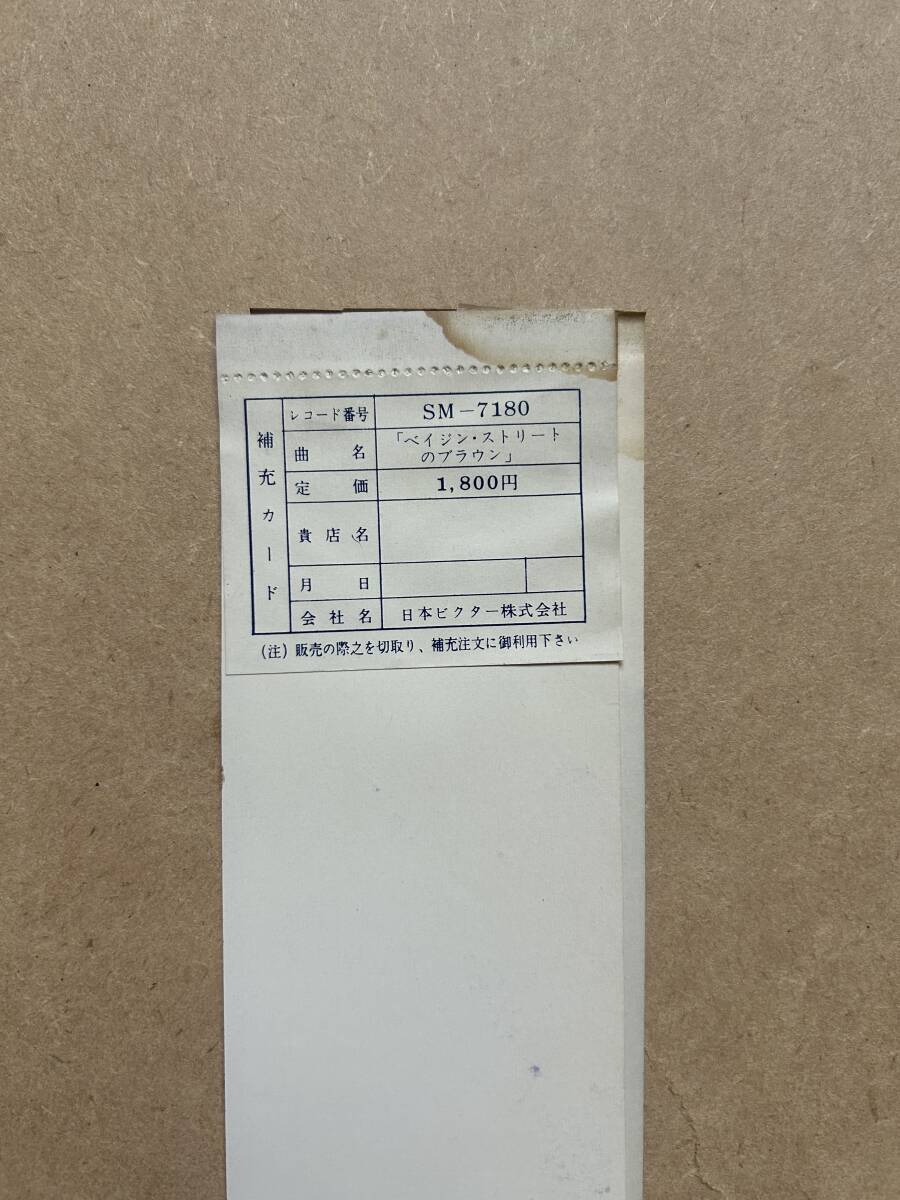 補充カード
レコード番号 SM-7180
曲名 「ベイジン・ストリート
のブラウン」
定価 1,800円
貴店名
月日
会社名 日本ビクター株式会社
(注) 販売の際之を切取り、補充注文に御利用下さい